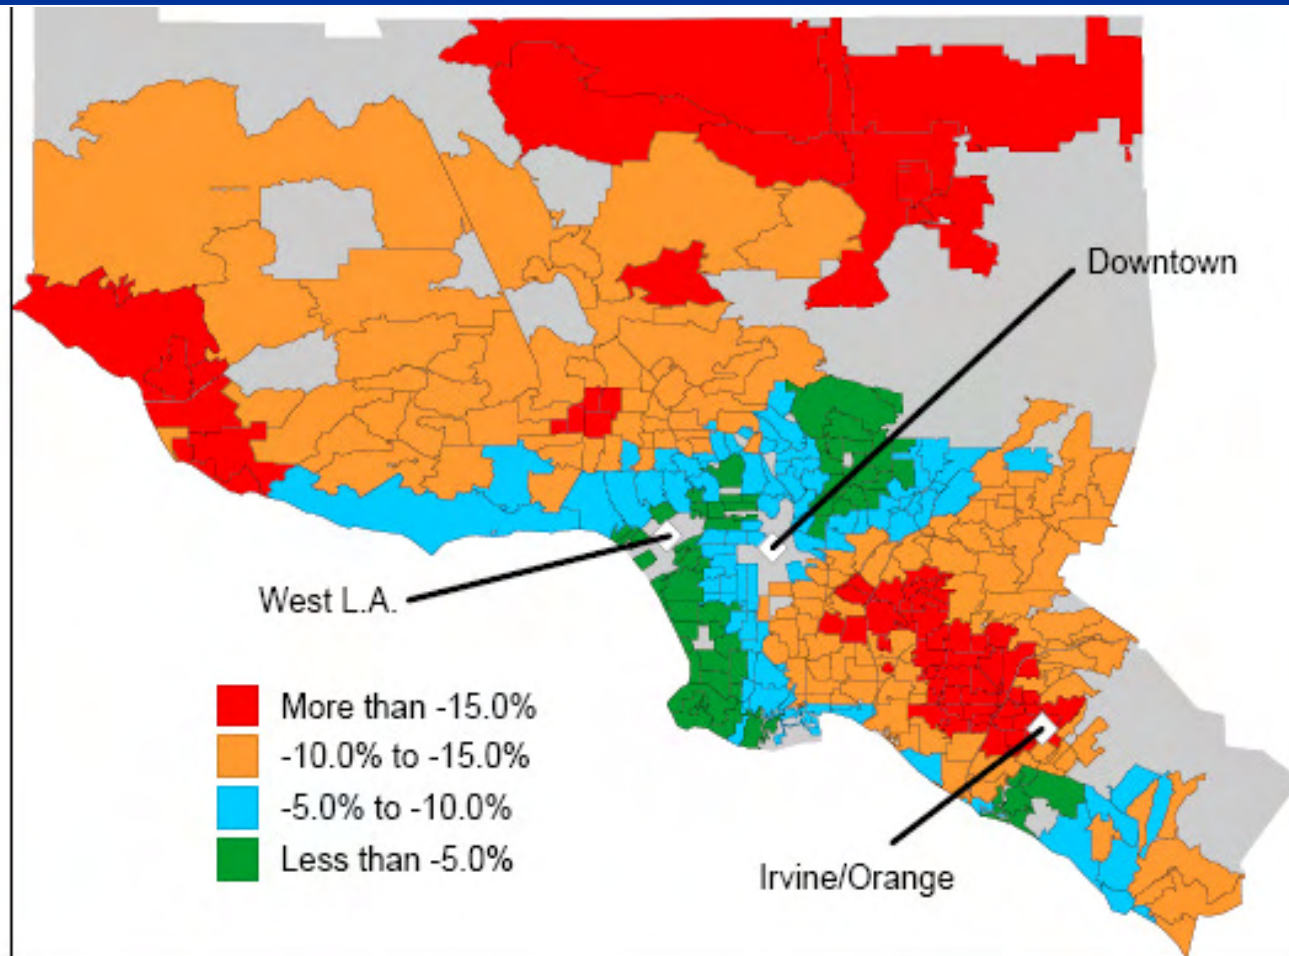 Downtown
West L.A.
More than -15.0%
-10.0% to -15.0%
-5.0% to -10.0%
Less than -5.0%
Irvine/Orange